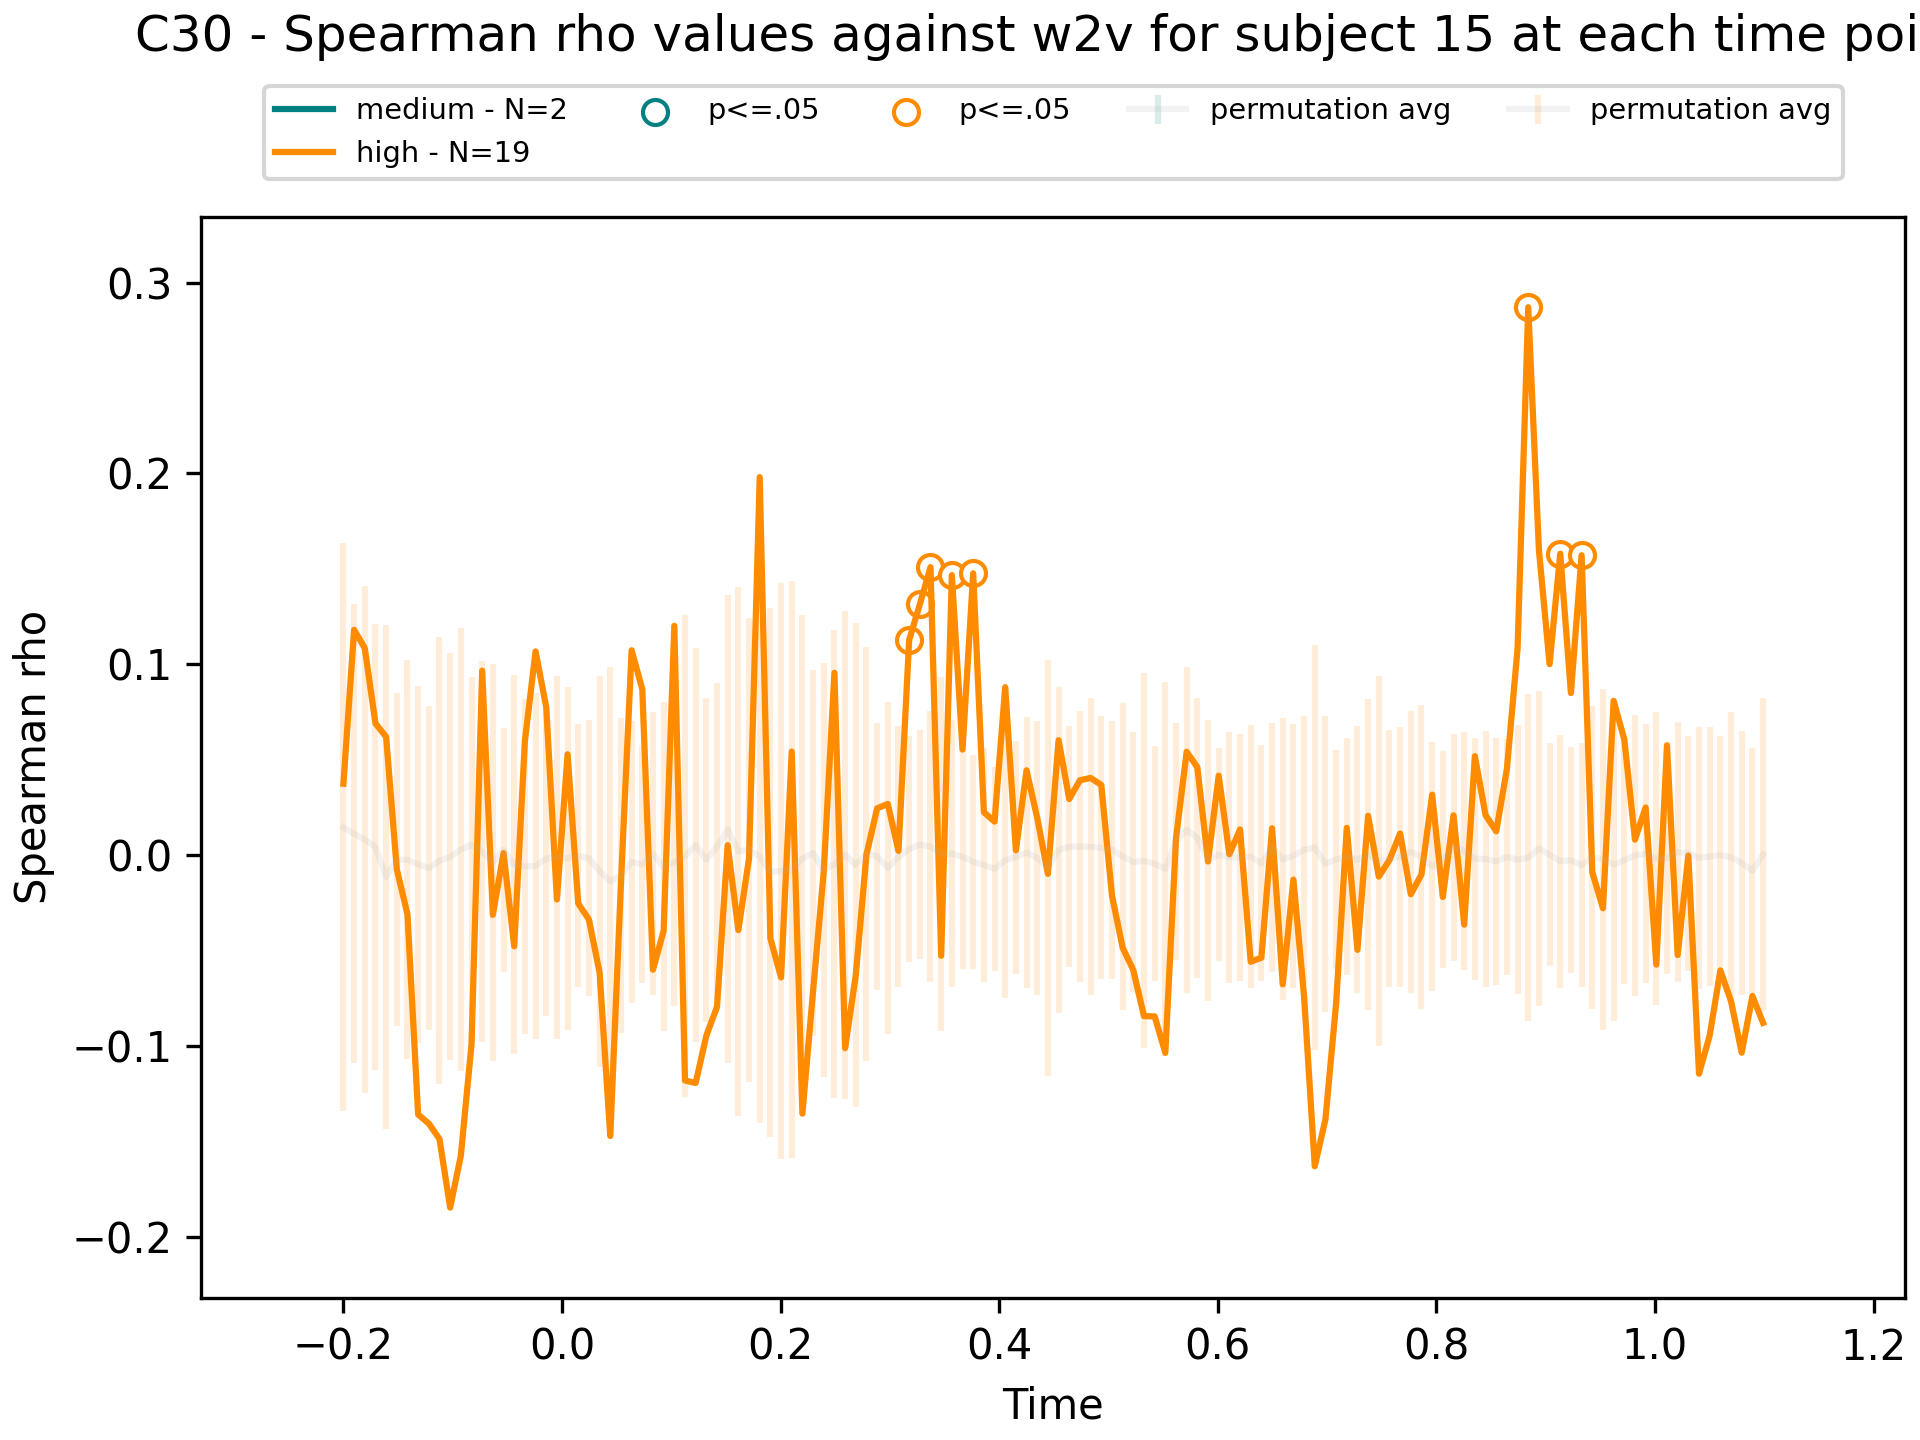 C30 - Spearman rho values against w2v for subject 15 at each time poi
medium - N=2
high - N=19
p<=.05
p<=.05
permutation avg
permutation avg
Spearman rho
0.3
0.2
0.1
0.0
−0.1
−0.2
−0.2
0.0
0.2
0.4
0.6
0.8
1.0
1.2
Time